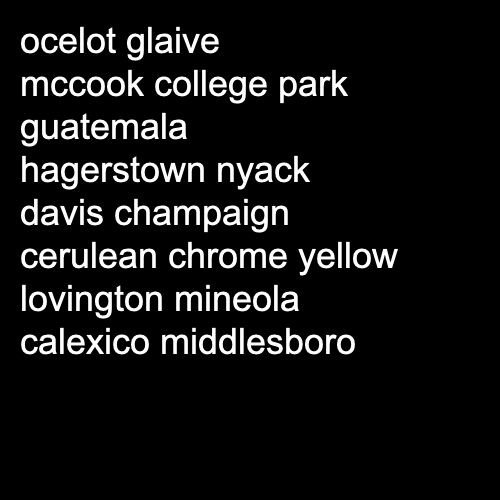 ocelot glaive
mccook college park
guatemala
hagerstown nyack
davis champaign
cerulean chrome yellow
lovington mineola
calexico middlesboro